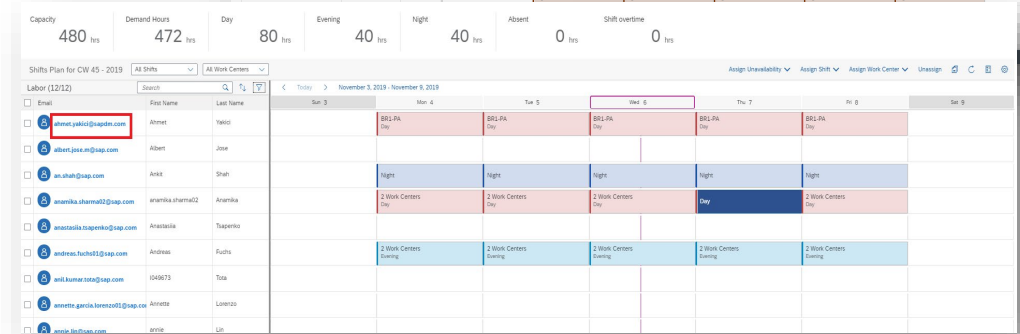 Capacity Demand Hours Day Evening Night Absent Shift overtime
480 hrs 472 hrs 80 hrs 40 hrs 40 hrs 0 hrs 0 hrs
Shifts Plan for CW 45 - 2019 All Shifts All Work Centers Assign Unavailability Assign Shift Assign Work Center Unassign
Labor (12/12) Search Today November 3, 2019 - November 9, 2019
Email First Name Last Name Sun 3 Mon 4 Tue 5 Wed 6 Thu 7 Fri 8 Sat 9
ahmet.yakici@sapdm.com Ahmet Yakici BR1-PA BR1-PA BR1-PA BR1-PA BR1-PA
Day Day Day Day Day
albert.jose.m@sap.com Albert Jose
an.shah@sap.com Ankit Shah Night Night Night Night Night
anamika.sharma02@sap.com anamika.sharma02 Anamika 2 Work Centers 2 Work Centers 2 Work Centers Day 2 Work Centers
Day Day Day Day
anastasiia.tsapenko@sap.com Anastasiia Tsapenko
andreas.fuchs01@sap.com Andreas Fuchs 2 Work Centers 2 Work Centers 2 Work Centers 2 Work Centers 2 Work Centers
Evening Evening Evening Evening Evening
anil.kumar.tota@sap.com I049673 Tota
annette.garcia.lorenzo01@sap.co Annette Lorenzo
annie.lin@sap.com annie Lin